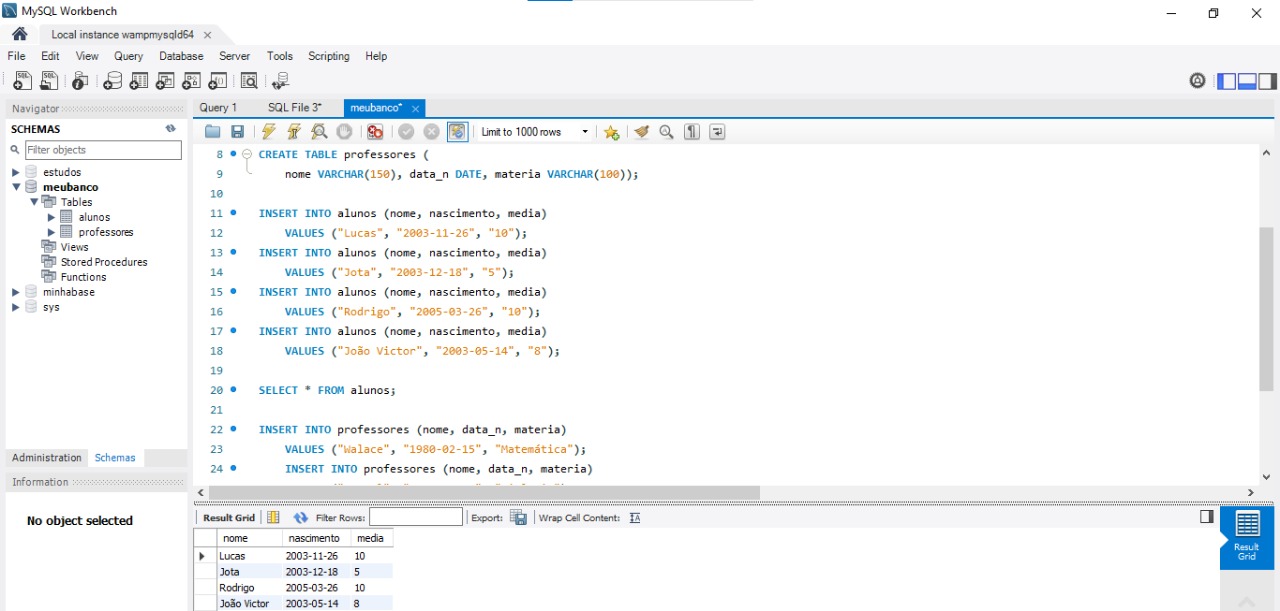 MySQL Workbench
Local instance wampmysqld64
File Edit View Query Database Server Tools Scripting Help
Navigator
SCHEMAS
Filter objects
estudos
meubanco
Tables
alunos
professores
Views
Stored Procedures
Functions
minhabase
sys
Administration Schemas
Information
No object selected
Query 1 SQL File 3* meubanco*
Limit to 1000 rows
8 CREATE TABLE professores (
9 nome VARCHAR(150), data_n DATE, materia VARCHAR(100));
10
11 INSERT INTO alunos (nome, nascimento, media)
12 VALUES ("Lucas", "2003-11-26", "10");
13 INSERT INTO alunos (nome, nascimento, media)
14 VALUES ("Jota", "2003-12-18", "5");
15 INSERT INTO alunos (nome, nascimento, media)
16 VALUES ("Rodrigo", "2005-03-26", "10");
17 INSERT INTO alunos (nome, nascimento, media)
18 VALUES ("João Victor", "2003-05-14", "8");
19
20 SELECT * FROM alunos;
21
22 INSERT INTO professores (nome, data_n, materia)
23 VALUES ("Walace", "1980-02-15", "Matemática");
24 INSERT INTO professores (nome, data_n, materia)
Result Grid Filter Rows: Export: Wrap Cell Content:
nome nascimento media
Lucas 2003-11-26 10
Jota 2003-12-18 5
Rodrigo 2005-03-26 10
João Victor 2003-05-14 8
Result
Grid